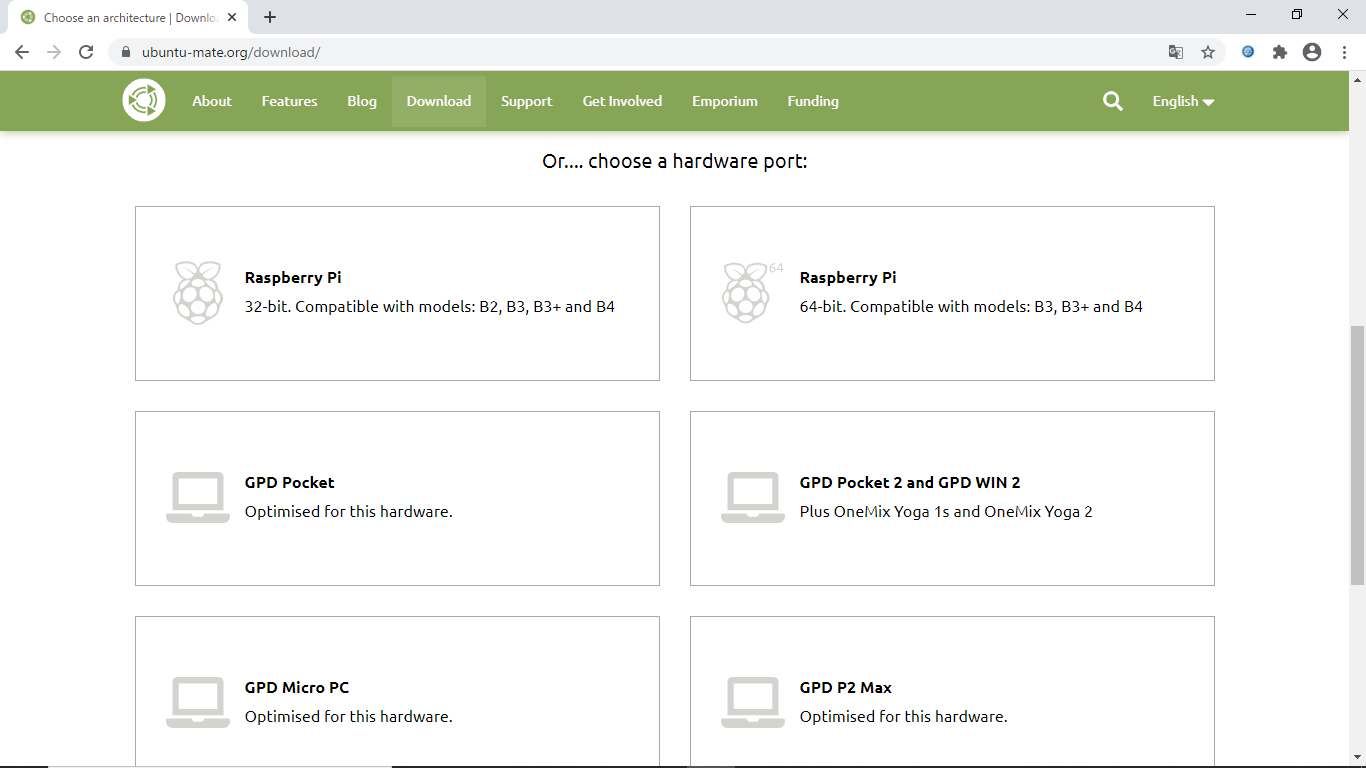 Choose an architecture | Downlo
ubuntu-mate.org/download/
About Features Blog Download Support Get Involved Emporium Funding English
Or.... choose a hardware port:
Raspberry Pi
32-bit. Compatible with models: B2, B3, B3+ and B4
64
Raspberry Pi
64-bit. Compatible with models: B3, B3+ and B4
GPD Pocket
Optimised for this hardware.
GPD Pocket 2 and GPD WIN 2
Plus OneMix Yoga 1s and OneMix Yoga 2
GPD Micro PC
Optimised for this hardware.
GPD P2 Max
Optimised for this hardware.